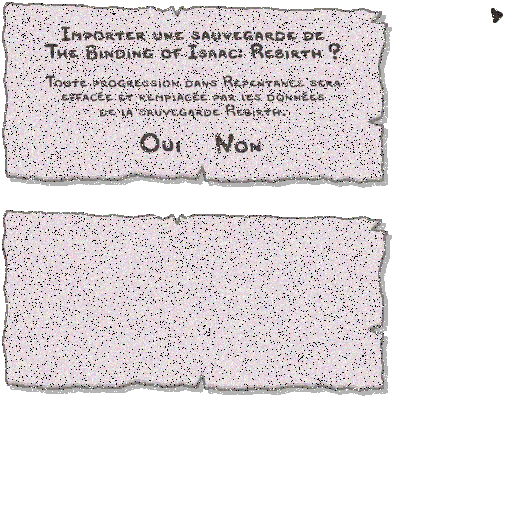 Importer une sauvegarde de
The Binding of Isaac: Rebirth ?
Toute progression dans Repentance sera
effacée et remplacée par les données
de la sauvegarde Rebirth.
Oui Non